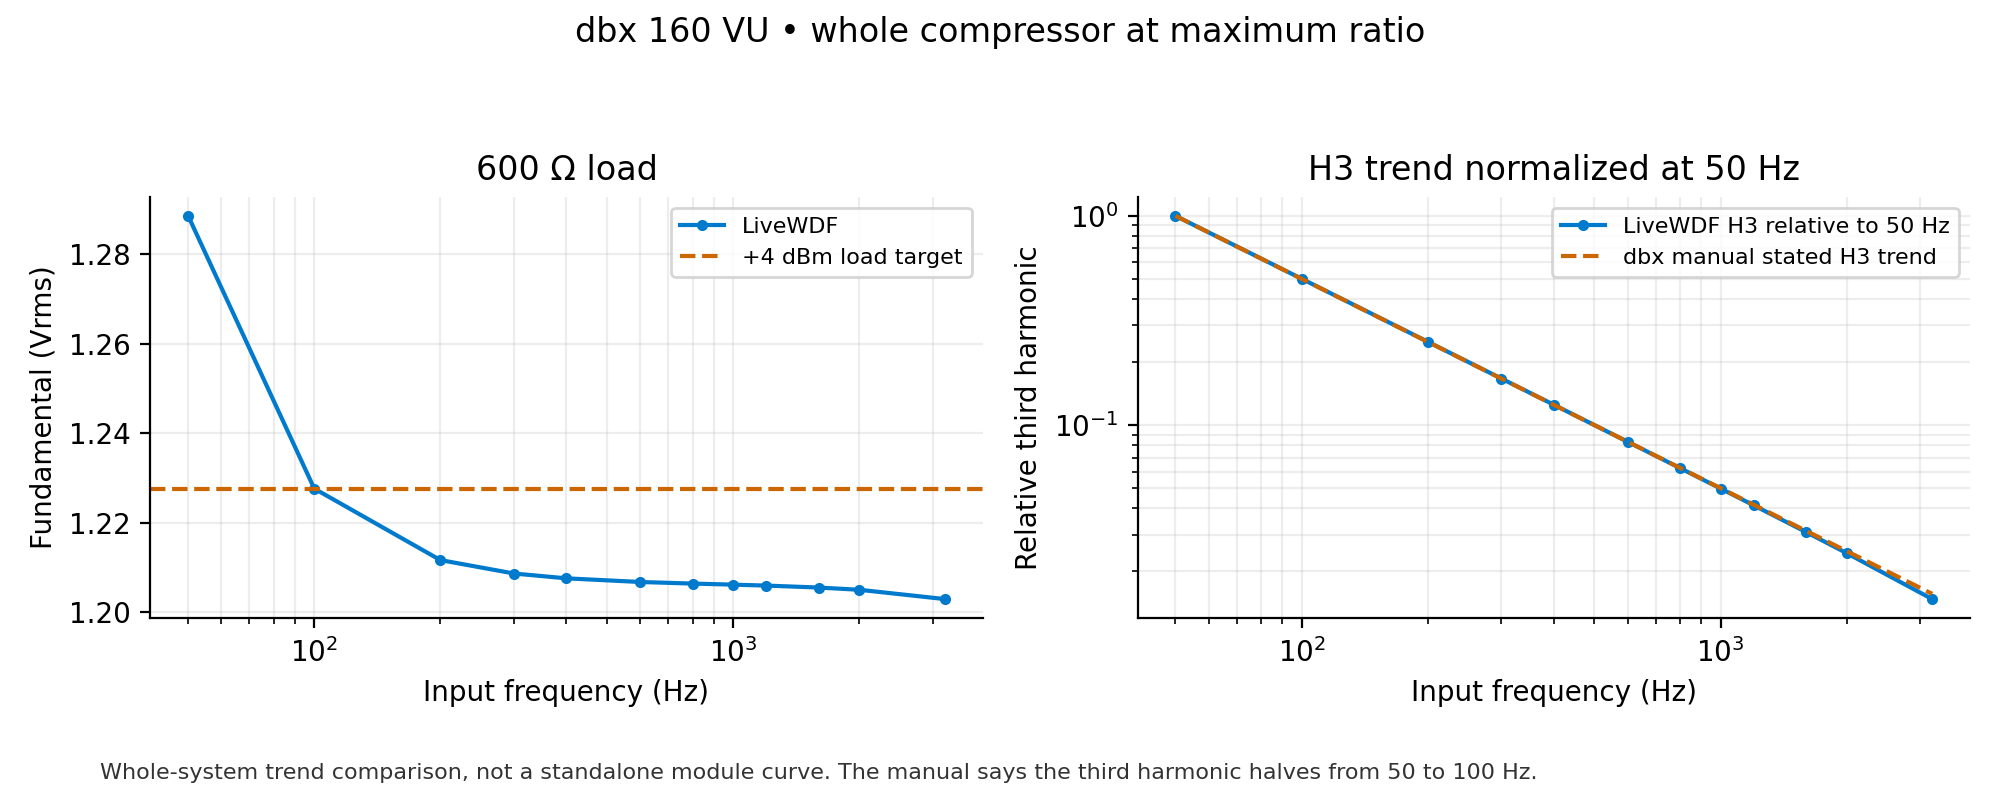 dbx 160 VU • whole compressor at maximum ratio
600 Ω load
Fundamental (Vrms)
1.28
1.26
1.24
1.22
1.20
LiveWDF
+4 dBm load target
10²
10³
Input frequency (Hz)
H3 trend normalized at 50 Hz
Relative third harmonic
10⁰
10⁻¹
LiveWDF H3 relative to 50 Hz
dbx manual stated H3 trend
10²
10³
Input frequency (Hz)
Whole-system trend comparison, not a standalone module curve. The manual says the third harmonic halves from 50 to 100 Hz.